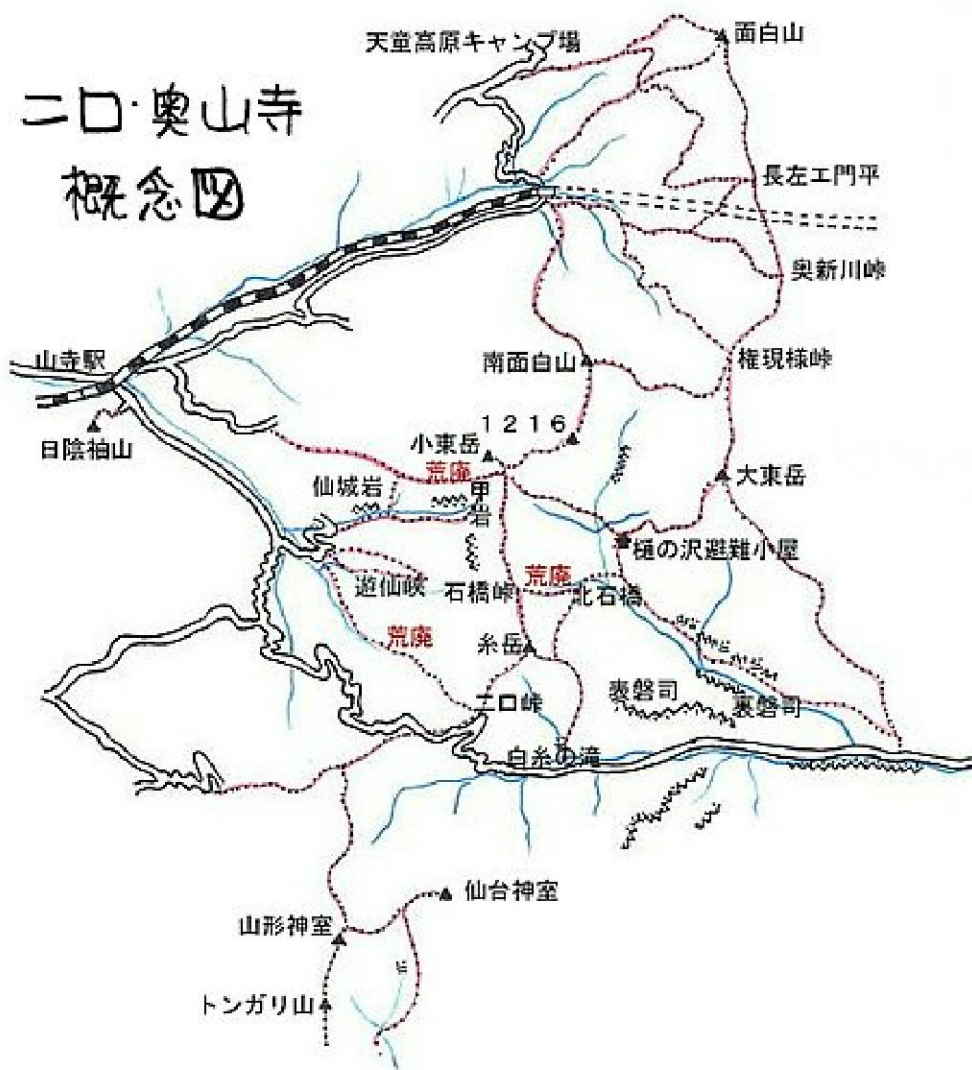 二口・奥山寺
概念図
天童高原キャンプ場
面白山
長左エ門平
奥新川峠
山寺駅
南面白山
権現様峠
日陰袖山
1216
小東岳
荒廃
大東岳
仙城岩
甲岩
樋の沢避難小屋
遊仙峡
石橋峠
荒廃
北石橋
荒廃
糸岳
二口峠
表磐司
裏磐司
白糸の滝
仙台神室
山形神室
トンガリ山